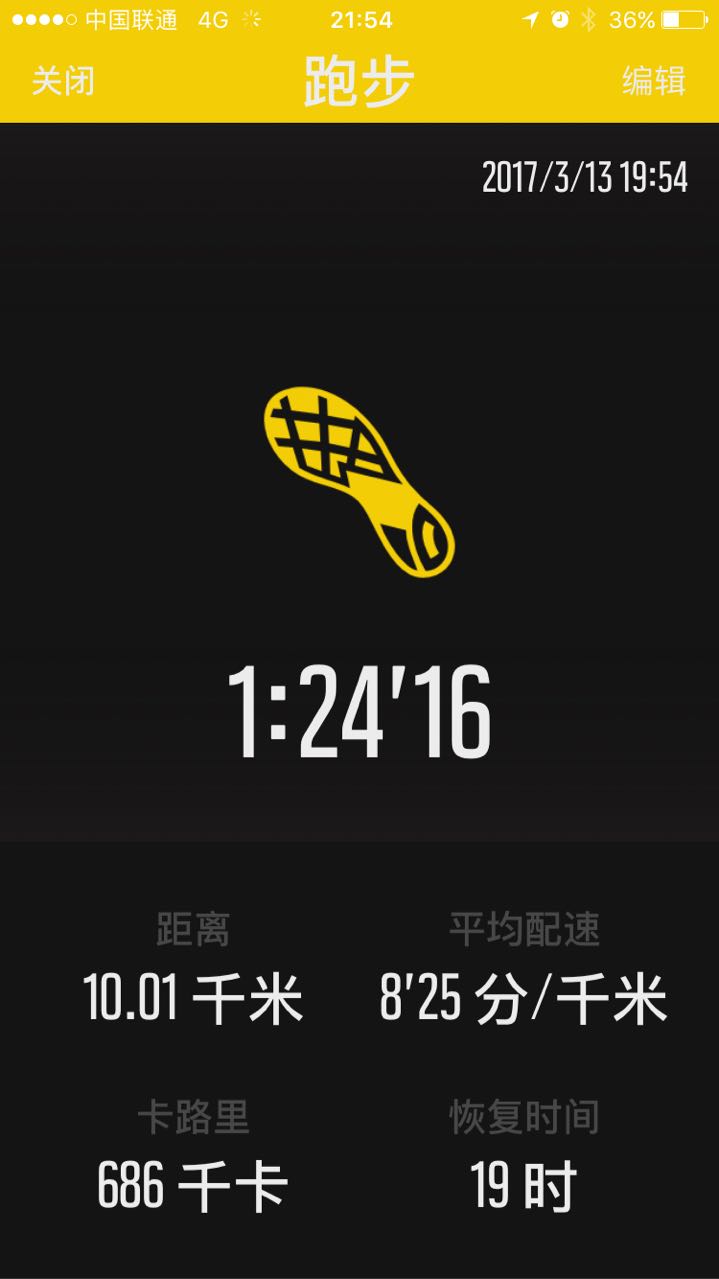 中国联通 4G 21:54 36%
关闭 跑步 编辑
2017/3/13 19:54
1:24'16
距离 平均配速
10.01 千米 8'25 分/千米
卡路里 恢复时间
686 千卡 19 时